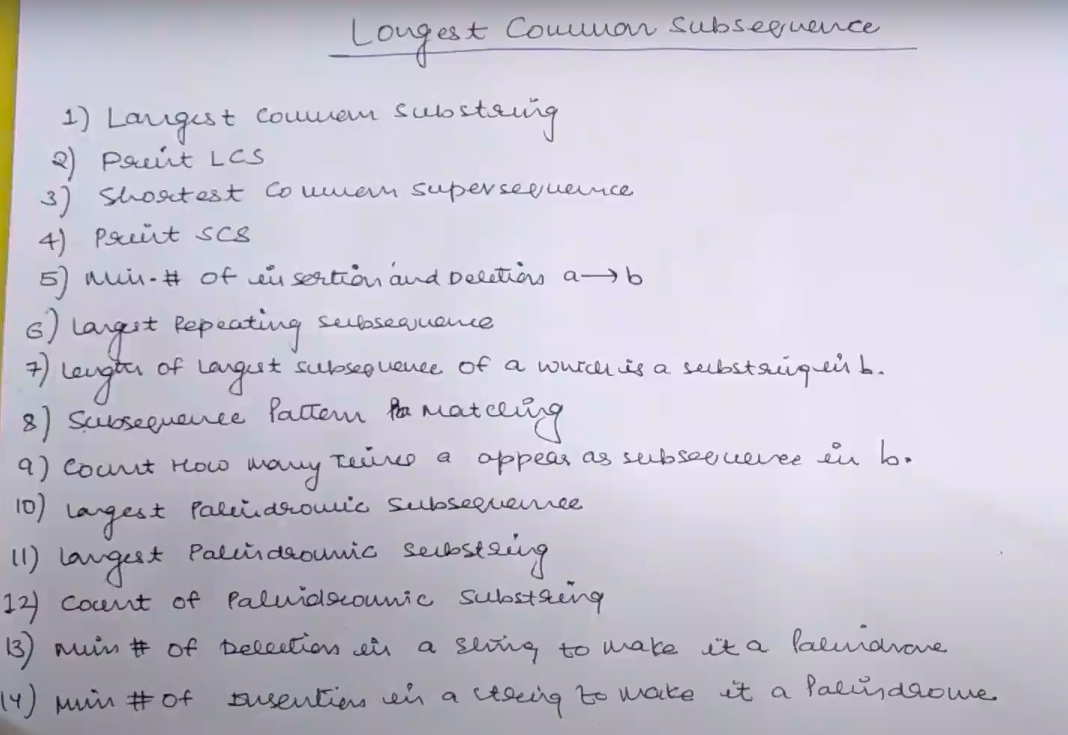 Longest Common Subsequence
1) Largest Common Substring
2) Print LCS
3) Shortest Common Supersequence
4) Print SCS
5) Min. # of insertion and Deletion a → b
6) Largest Repeating subsequence
7) Length of largest subsequence of a which is a substring in b.
8) Subsequence Pattern Matching
9) Count How many Times a appear as subsequence in b.
10) Largest Palindromic Subsequence
11) Largest Palindromic Substring
12) Count of Palindromic Substring
13) Min # of Deletion in a string to make it a Palindrome
14) Min # of Insertion in a string to make it a Palindrome